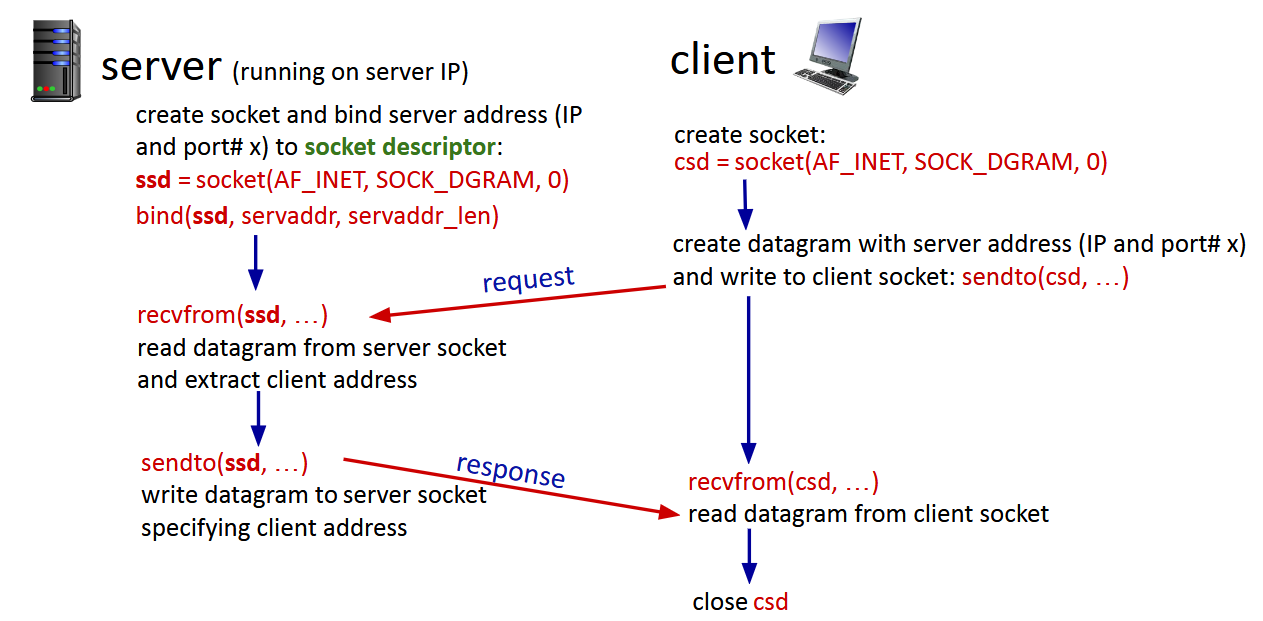 server (running on server IP)
create socket and bind server address (IP
and port# x) to socket descriptor:
ssd = socket(AF_INET, SOCK_DGRAM, 0)
bind(ssd, servaddr, servaddr_len)
recvfrom(ssd, …)
read datagram from server socket
and extract client address
sendto(ssd, …)
write datagram to server socket
specifying client address
request
response
client
create socket:
csd = socket(AF_INET, SOCK_DGRAM, 0)
create datagram with server address (IP and port# x)
and write to client socket: sendto(csd, …)
recvfrom(csd, …)
read datagram from client socket
close csd